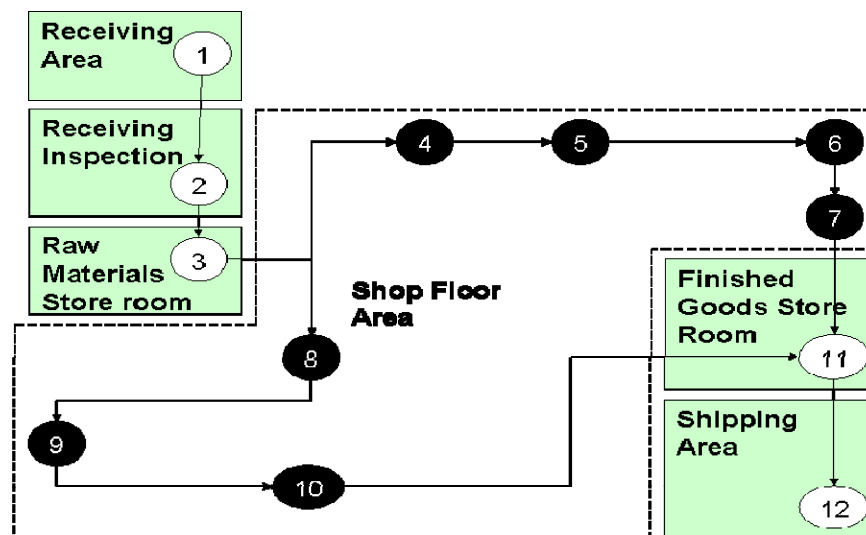 Receiving
Area
1
Receiving
Inspection
2
Raw
Materials
Store room
3
4
5
6
7
Shop Floor
Area
8
9
10
Finished
Goods Store
Room
11
Shipping
Area
12